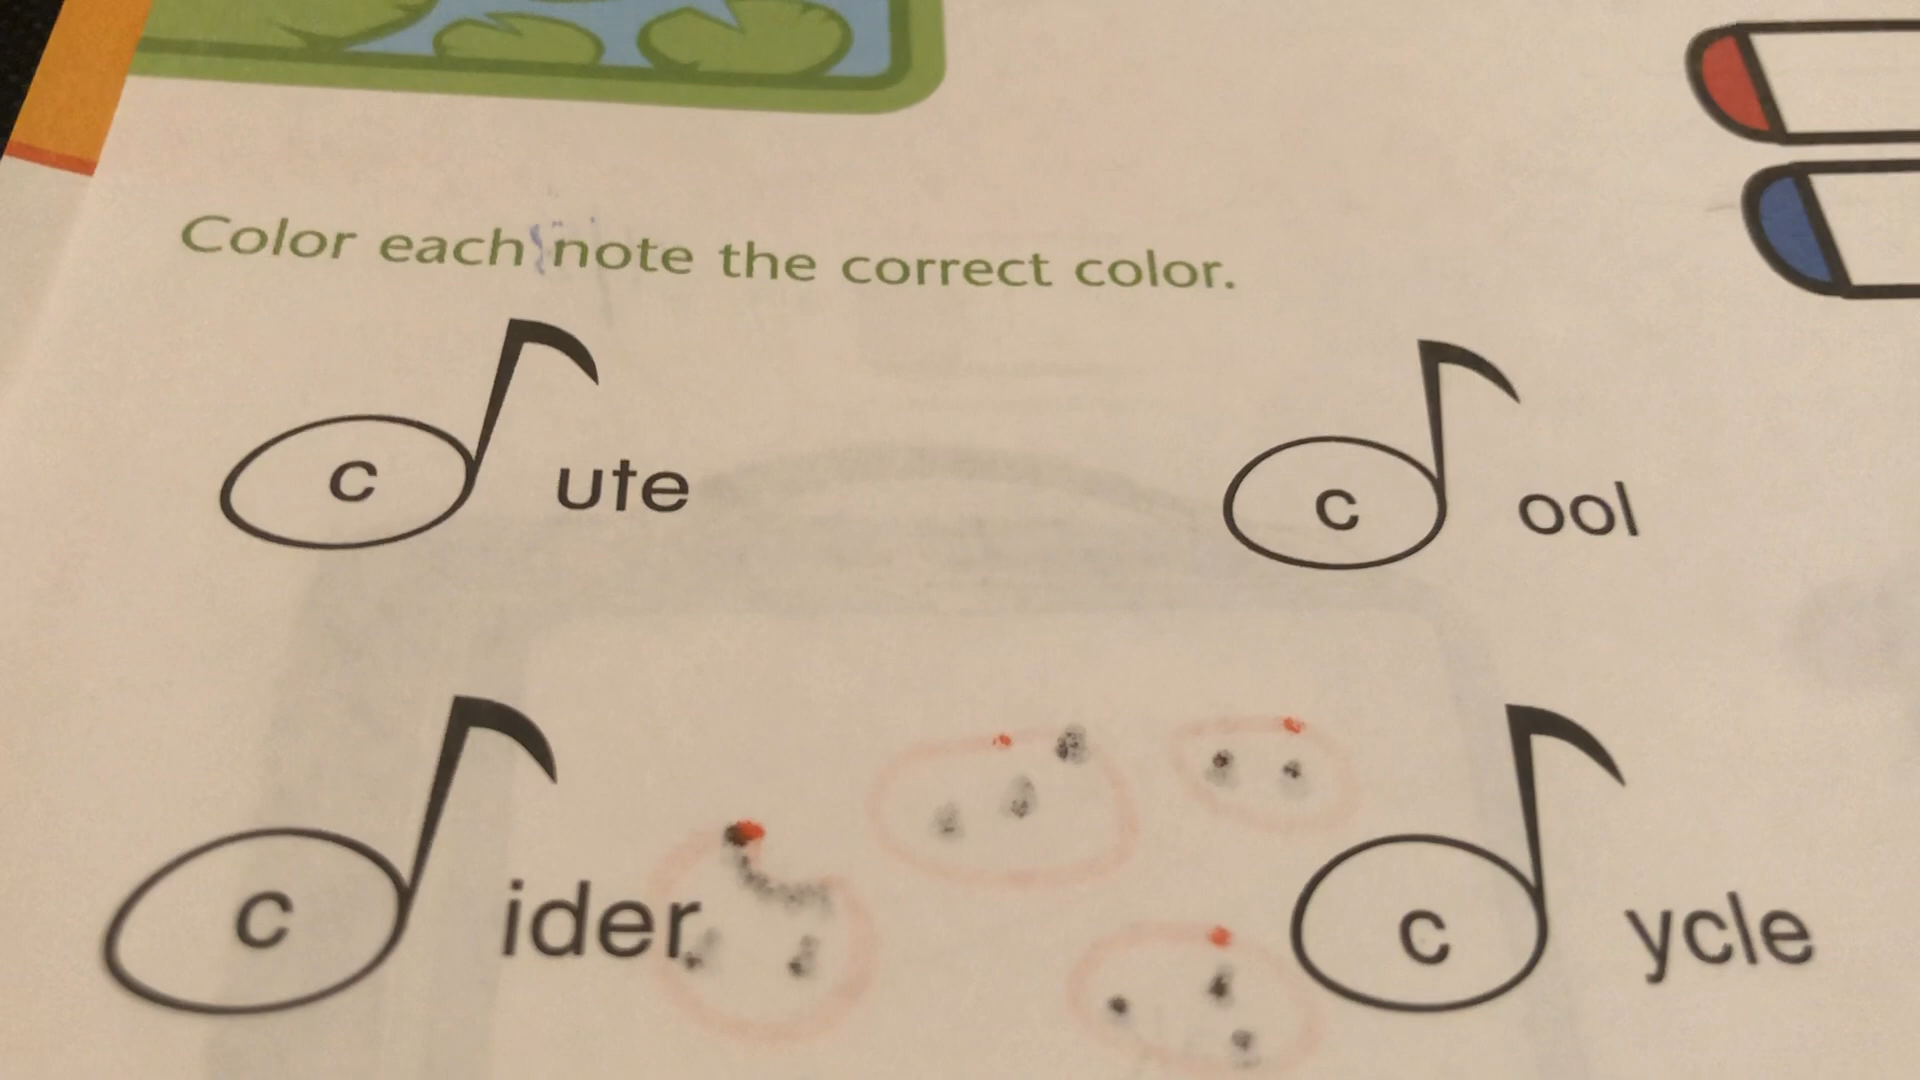 Color each note the correct color.
c ute
c ool
c ider
c ycle